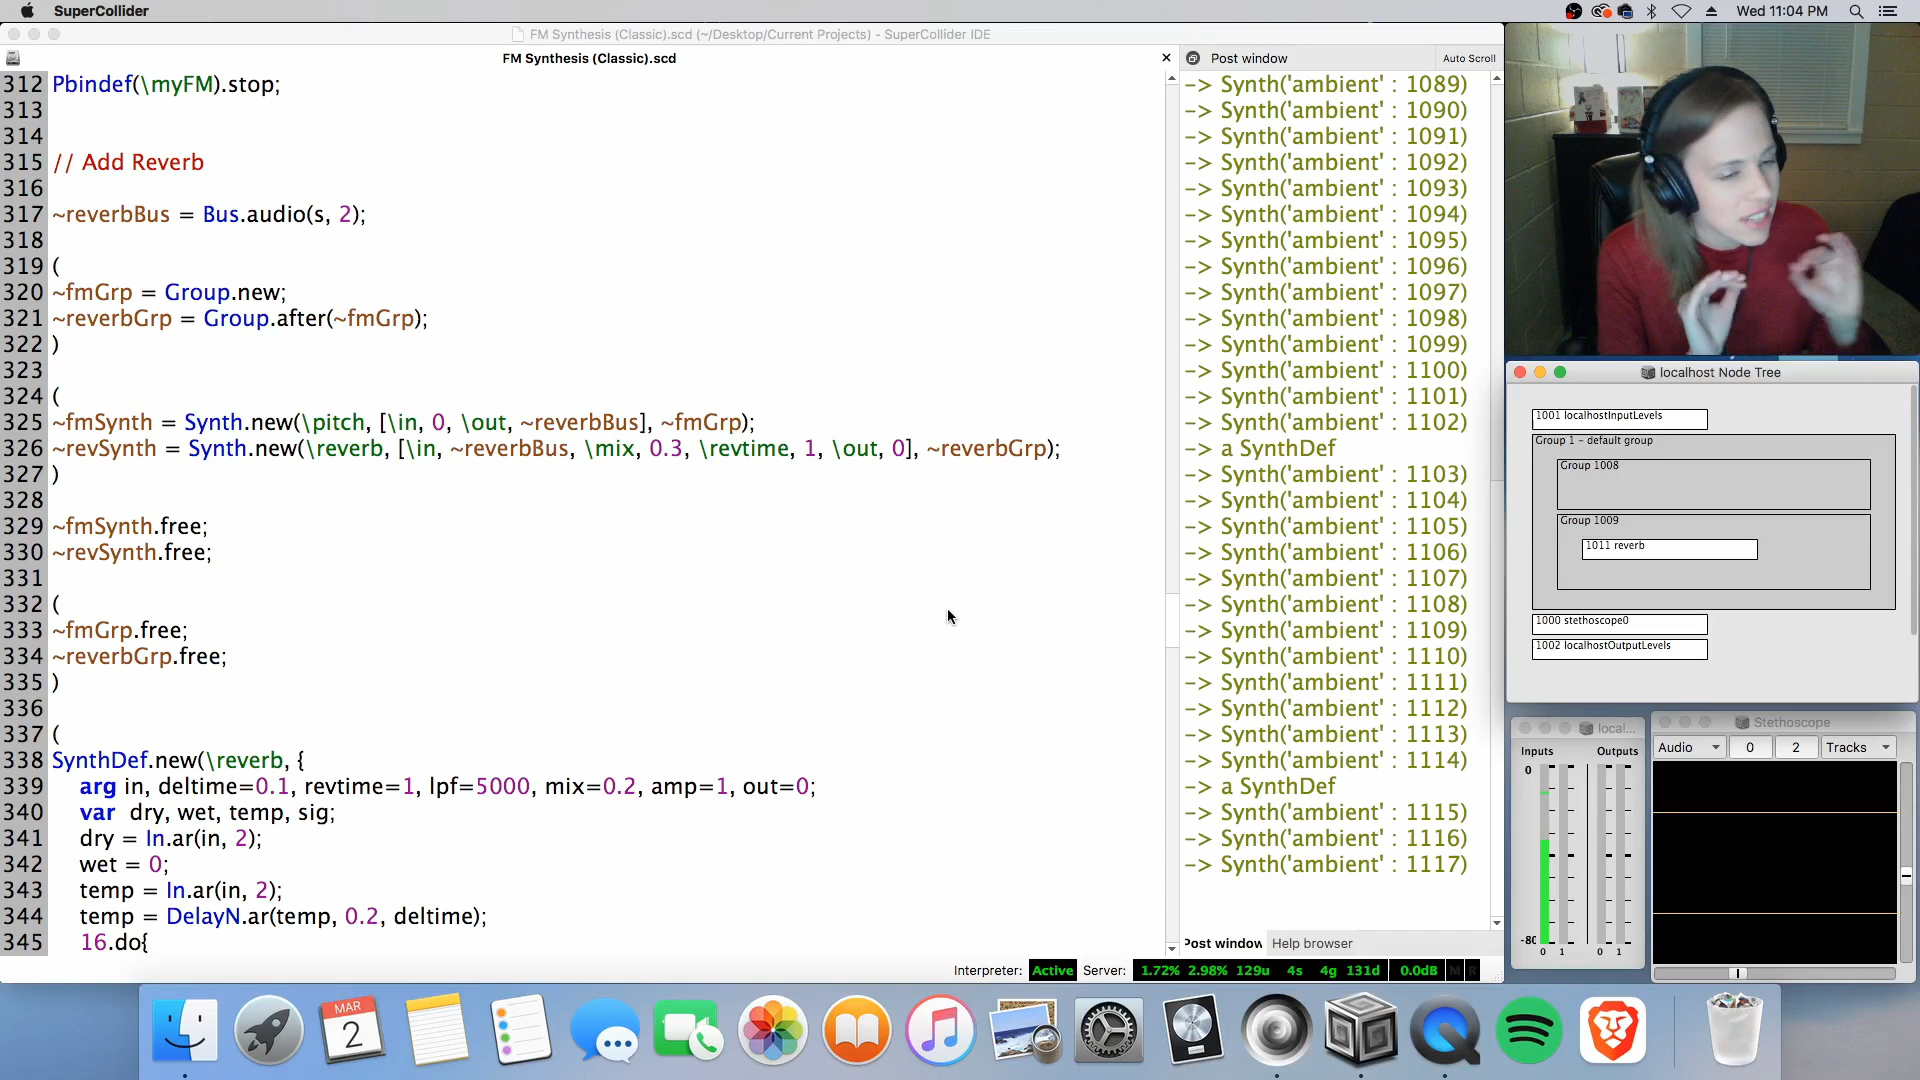 SuperCollider
Wed 11:04 PM
FM Synthesis (Classic).scd (~/Desktop/Current Projects) - SuperCollider IDE
FM Synthesis (Classic).scd
312 Pbindef(\myFM).stop;
313
314
315 // Add Reverb
316
317 ~reverbBus = Bus.audio(s, 2);
318
319 (
320 ~fmGrp = Group.new;
321 ~reverbGrp = Group.after(~fmGrp);
322 )
323
324 (
325 ~fmSynth = Synth.new(\pitch, [\in, 0, \out, ~reverbBus], ~fmGrp);
326 ~revSynth = Synth.new(\reverb, [\in, ~reverbBus, \mix, 0.3, \revtime, 1, \out, 0], ~reverbGrp);
327 )
328
329 ~fmSynth.free;
330 ~revSynth.free;
331
332 (
333 ~fmGrp.free;
334 ~reverbGrp.free;
335 )
336
337 (
338 SynthDef.new(\reverb, {
339 arg in, deltime=0.1, revtime=1, lpf=5000, mix=0.2, amp=1, out=0;
340 var dry, wet, temp, sig;
341 dry = In.ar(in, 2);
342 wet = 0;
343 temp = In.ar(in, 2);
344 temp = DelayN.ar(temp, 0.2, deltime);
345 16.do{
Post window
Auto Scroll
-> Synth('ambient' : 1089)
-> Synth('ambient' : 1090)
-> Synth('ambient' : 1091)
-> Synth('ambient' : 1092)
-> Synth('ambient' : 1093)
-> Synth('ambient' : 1094)
-> Synth('ambient' : 1095)
-> Synth('ambient' : 1096)
-> Synth('ambient' : 1097)
-> Synth('ambient' : 1098)
-> Synth('ambient' : 1099)
-> Synth('ambient' : 1100)
-> Synth('ambient' : 1101)
-> Synth('ambient' : 1102)
-> a SynthDef
-> Synth('ambient' : 1103)
-> Synth('ambient' : 1104)
-> Synth('ambient' : 1105)
-> Synth('ambient' : 1106)
-> Synth('ambient' : 1107)
-> Synth('ambient' : 1108)
-> Synth('ambient' : 1109)
-> Synth('ambient' : 1110)
-> Synth('ambient' : 1111)
-> Synth('ambient' : 1112)
-> Synth('ambient' : 1113)
-> Synth('ambient' : 1114)
-> a SynthDef
-> Synth('ambient' : 1115)
-> Synth('ambient' : 1116)
-> Synth('ambient' : 1117)
Post window Help browser
Interpreter: Active Server: 1.72% 2.98% 129u 4s 4g 131d 0.0dB M R
localhost Node Tree
1001 localhostInputLevels
Group 1 - default group
Group 1008
Group 1009
1011 reverb
1000 stethoscope0
1002 localhostOutputLevels
local...
Inputs Outputs
0
-80
0 1 0 1
Stethoscope
Audio 0 2 Tracks
MAR
2